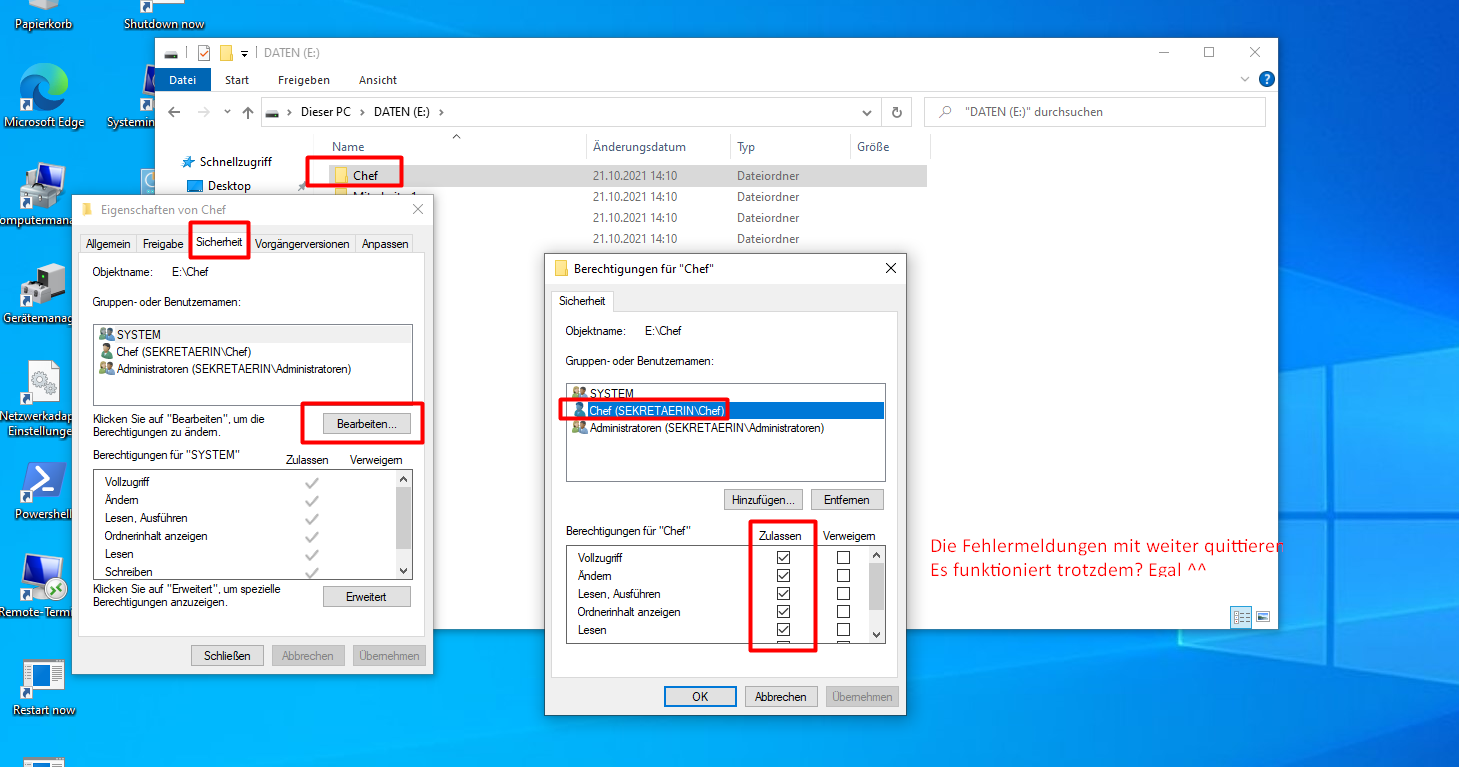 Papierkorb
Shutdown now
Microsoft Edge
Systemin
omputermana
Gerätemanag
Netzwerkadap
Einstellunge
Powershell
Remote-Termi
Restart now
DATEN (E:)
Datei Start Freigeben Ansicht
Dieser PC DATEN (E:)
"DATEN (E:)" durchsuchen
Name Änderungsdatum Typ Größe
Schnellzugriff
Desktop
Chef 21.10.2021 14:10 Dateiordner
21.10.2021 14:10 Dateiordner
21.10.2021 14:10 Dateiordner
21.10.2021 14:10 Dateiordner
Eigenschaften von Chef
Allgemein Freigabe Sicherheit Vorgängerversionen Anpassen
Objektname: E:\Chef
Gruppen- oder Benutzernamen:
SYSTEM
Chef (SEKRETAERIN\Chef)
Administratoren (SEKRETAERIN\Administratoren)
Klicken Sie auf "Bearbeiten", um die
Berechtigungen zu ändern.
Bearbeiten...
Berechtigungen für "SYSTEM" Zulassen Verweigern
Vollzugriff
Ändern
Lesen, Ausführen
Ordnerinhalt anzeigen
Lesen
Schreiben
Klicken Sie auf "Erweitert", um spezielle
Berechtigungen anzuzeigen.
Erweitert
Schließen Abbrechen Übernehmen
Berechtigungen für "Chef"
Sicherheit
Objektname: E:\Chef
Gruppen- oder Benutzernamen:
SYSTEM
Chef (SEKRETAERIN\Chef)
Administratoren (SEKRETAERIN\Administratoren)
Hinzufügen... Entfernen
Berechtigungen für "Chef" Zulassen Verweigern
Vollzugriff
Ändern
Lesen, Ausführen
Ordnerinhalt anzeigen
Lesen
OK Abbrechen Übernehmen
Die Fehlermeldungen mit weiter quittieren
Es funktioniert trotzdem? Egal ^^